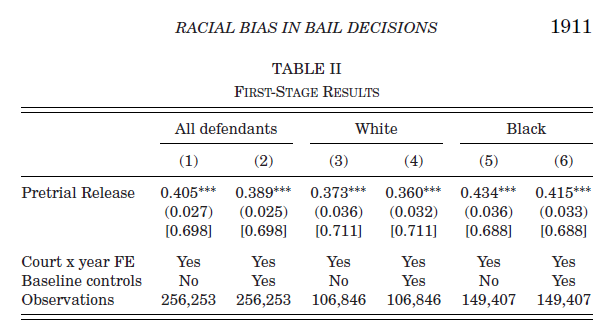 RACIAL BIAS IN BAIL DECISIONS 1911
TABLE II
FIRST-STAGE RESULTS
All defendants White Black
(1) (2) (3) (4) (5) (6)
Pretrial Release 0.405*** 0.389*** 0.373*** 0.360*** 0.434*** 0.415***
(0.027) (0.025) (0.036) (0.032) (0.036) (0.033)
[0.698] [0.698] [0.711] [0.711] [0.688] [0.688]
Court x year FE Yes Yes Yes Yes Yes Yes
Baseline controls No Yes No Yes No Yes
Observations 256,253 256,253 106,846 106,846 149,407 149,407